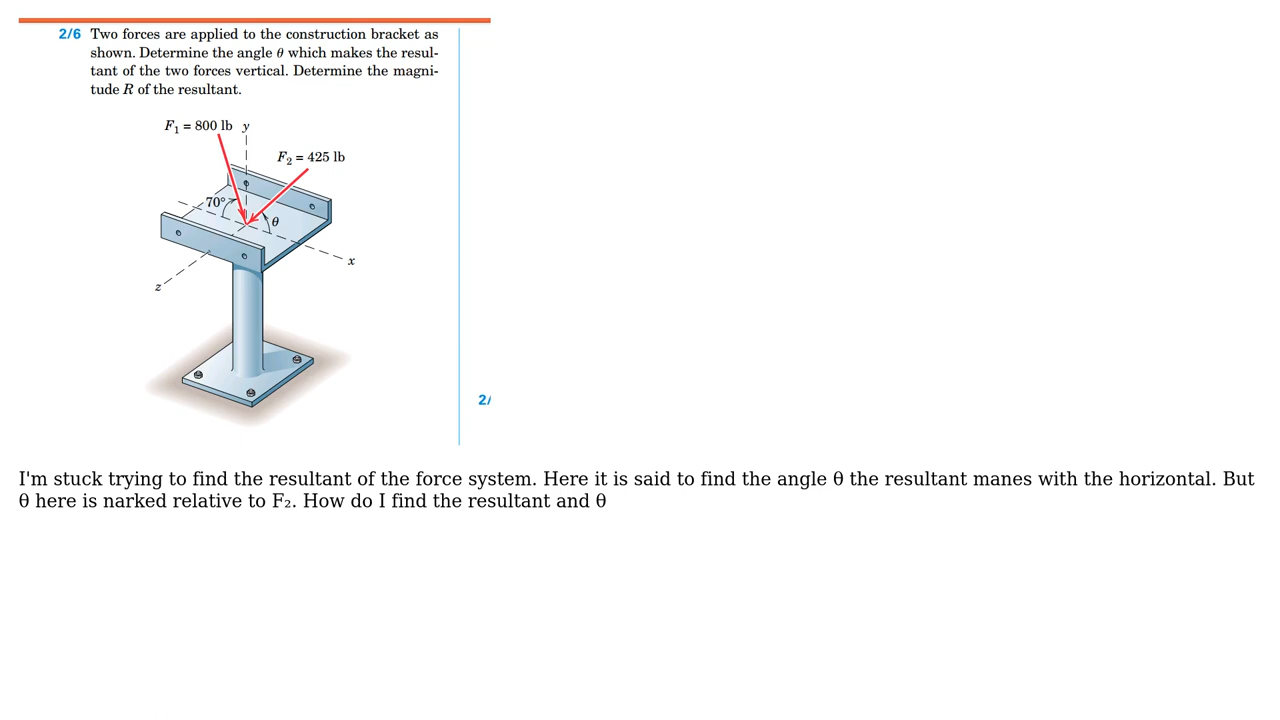 2/6 Two forces are applied to the construction bracket as
shown. Determine the angle θ which makes the resul-
tant of the two forces vertical. Determine the magni-
tude R of the resultant.
F₁ = 800 lb y
F₂ = 425 lb
70°
θ
x
z
2/
I'm stuck trying to find the resultant of the force system. Here it is said to find the angle θ the resultant manes with the horizontal. But
θ here is narked relative to F₂. How do I find the resultant and θ